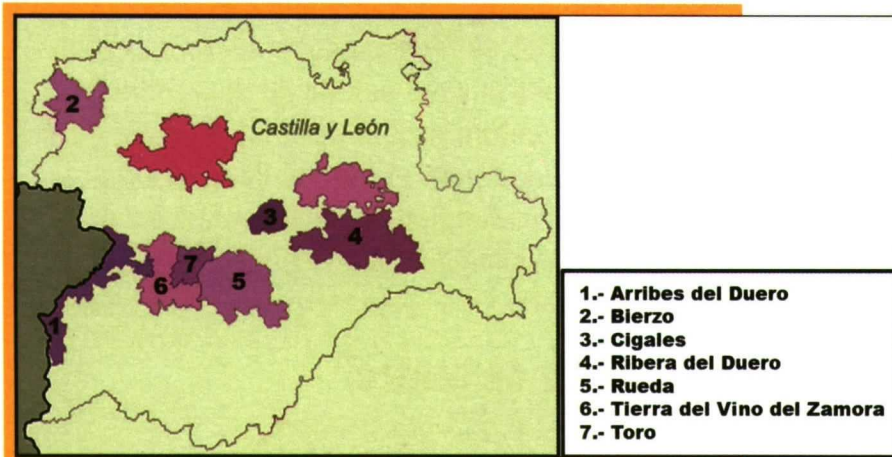 2
Castilla y León
3
4
7
6
5
1
1.- Arribes del Duero
2.- Bierzo
3.- Cigales
4.- Ribera del Duero
5.- Rueda
6.- Tierra del Vino del Zamora
7.- Toro